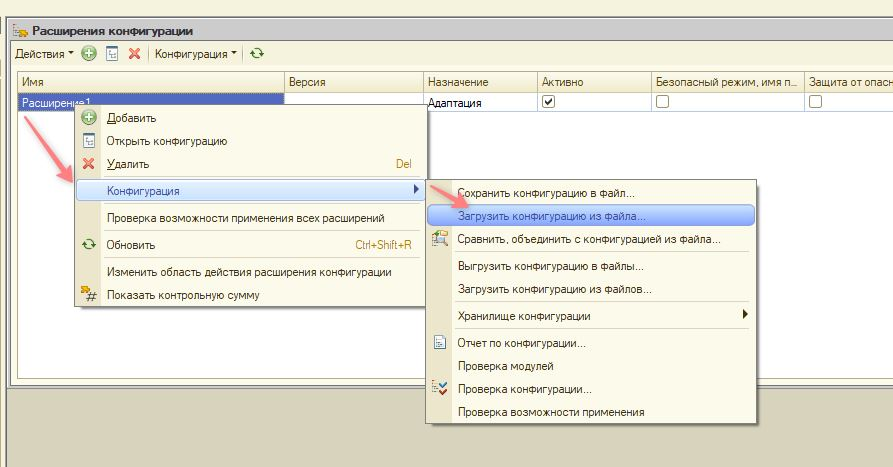 Расширения конфигурации
Действия Конфигурация
Имя Версия Назначение Активно Безопасный режим, имя п... Защита от опасн
Расширение1 Адаптация
Добавить
Открыть конфигурацию
Удалить Del
Конфигурация
Проверка возможности применения всех расширений
Обновить Ctrl+Shift+R
Изменить область действия расширения конфигурации
Показать контрольную сумму
Сохранить конфигурацию в файл...
Загрузить конфигурацию из файла...
Сравнить, объединить с конфигурацией из файла...
Выгрузить конфигурацию в файлы...
Загрузить конфигурацию из файлов...
Хранилище конфигурации
Отчет по конфигурации...
Проверка модулей
Проверка конфигурации...
Проверка возможности применения